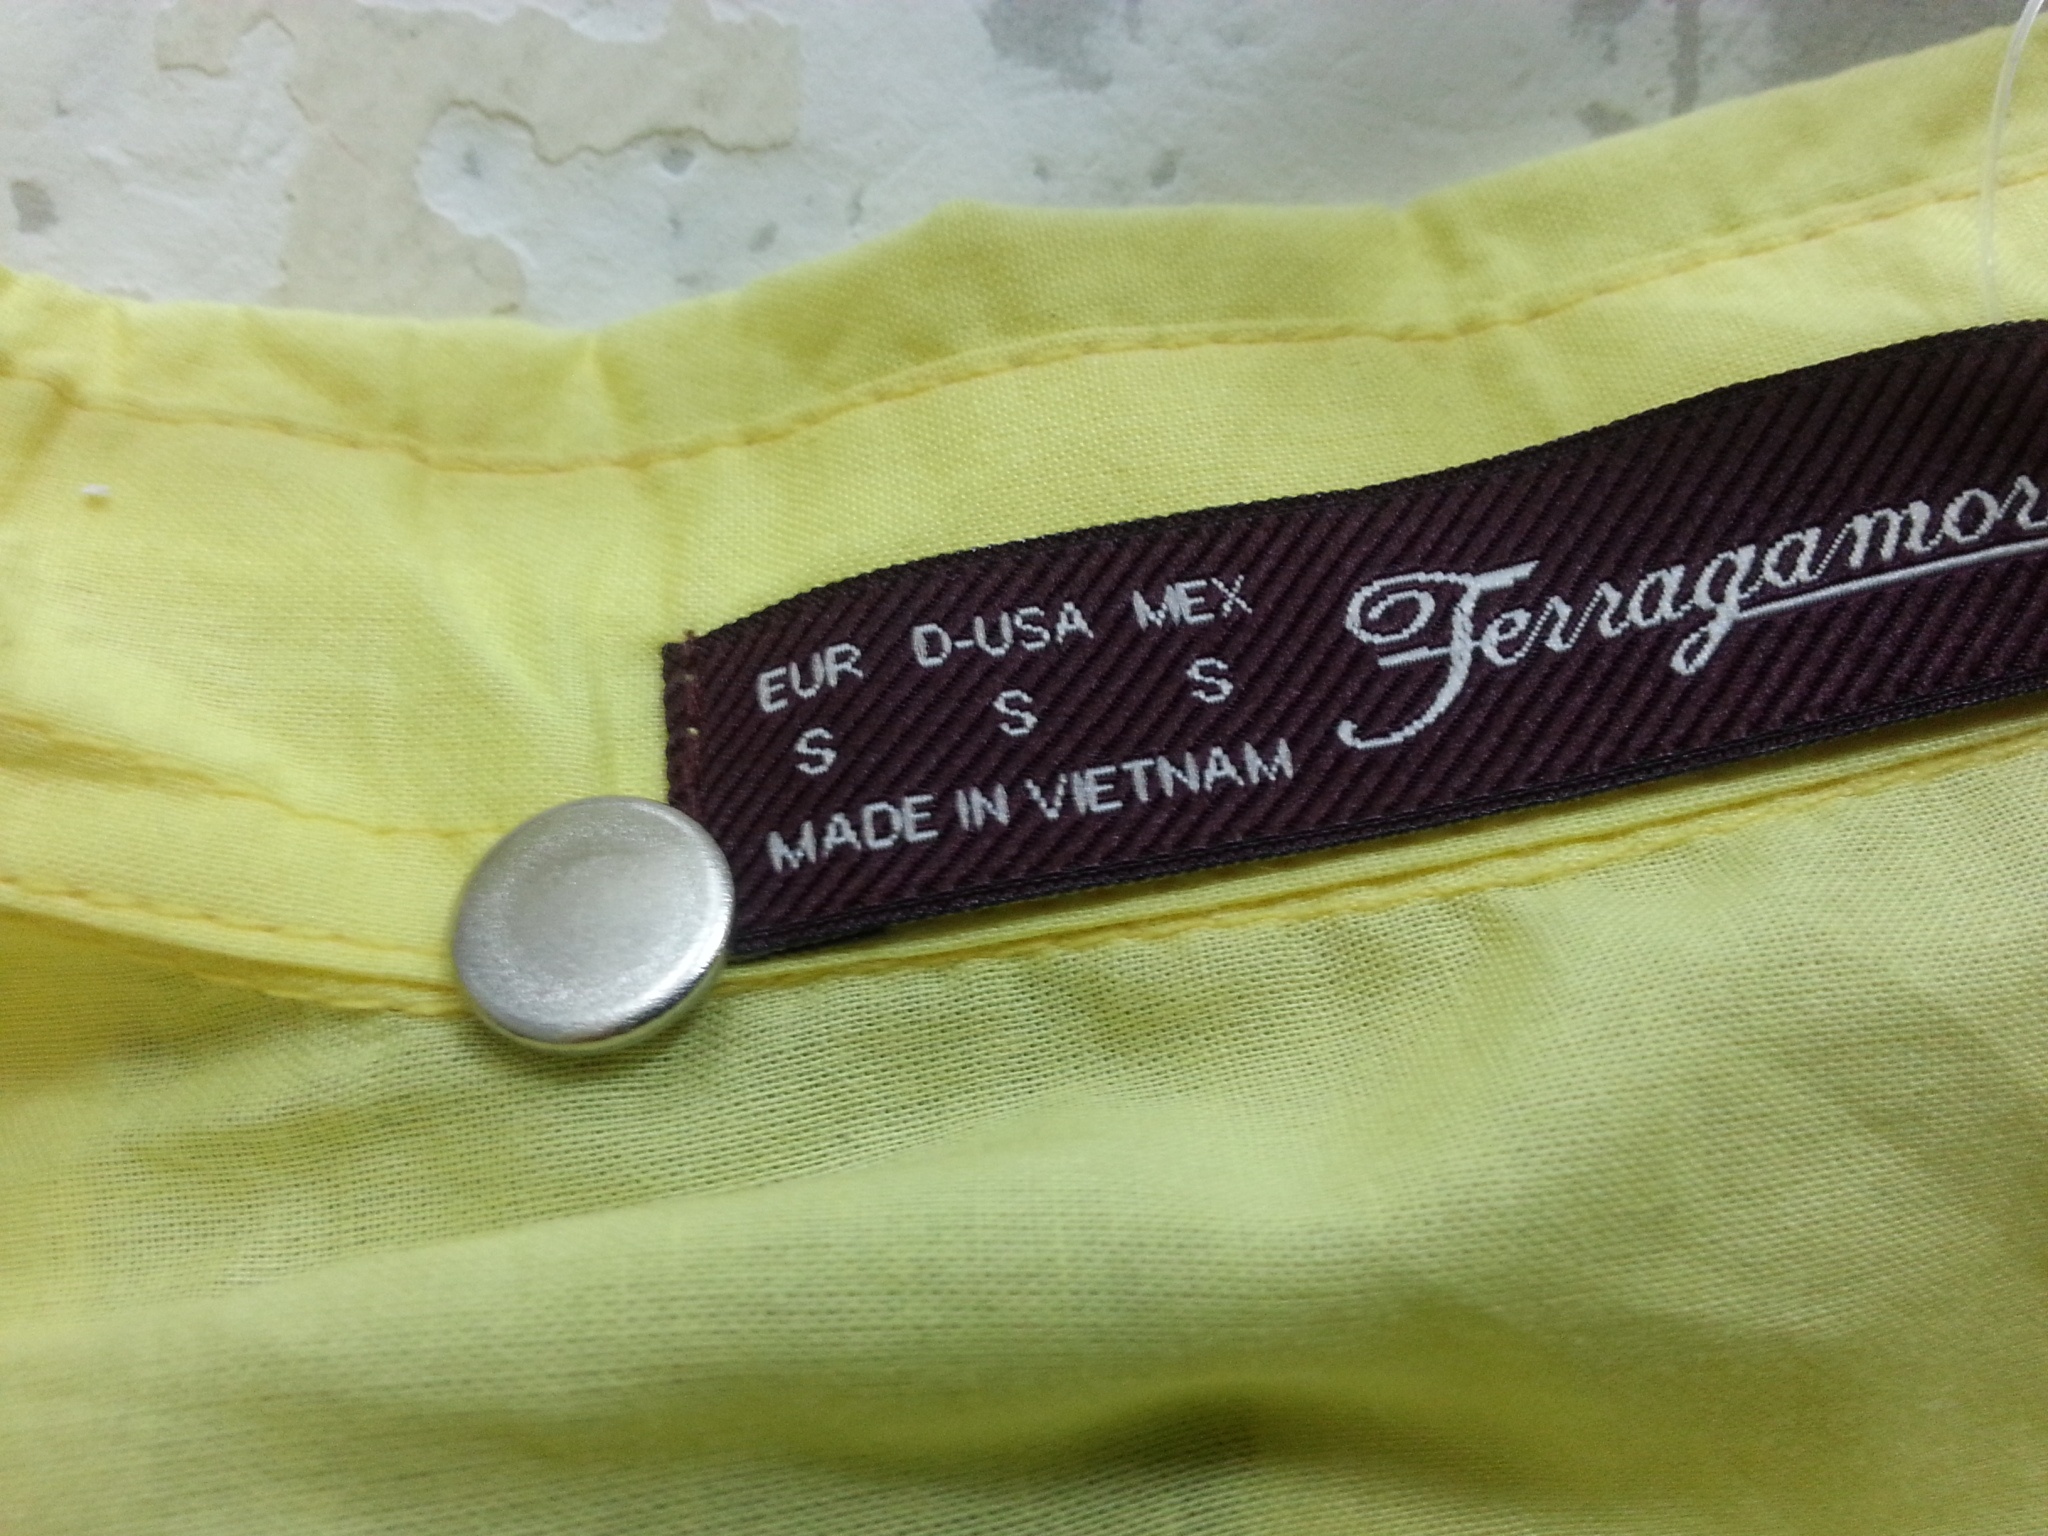 EUR D-USA MEX
S S S
MADE IN VIETNAM
Ferragamor